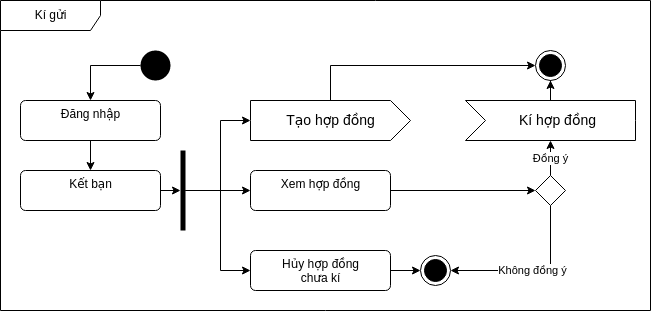 Kí gửi
Đăng nhập
Kết bạn
Tạo hợp đồng
Kí hợp đồng
Đồng ý
Xem hợp đồng
Hủy hợp đồng
chưa kí
Không đồng ý